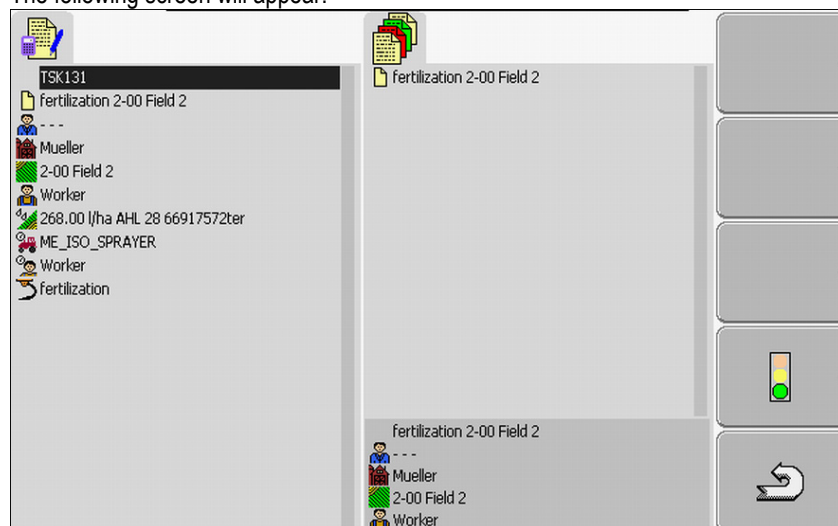 The following screen will appear:
TSK131
fertilization 2-00 Field 2
---
Mueller
2-00 Field 2
Worker
268.00 l/ha AHL 28 66917572ter
ME_ISO_SPRAYER
Worker
fertilization
fertilization 2-00 Field 2
fertilization 2-00 Field 2
---
Mueller
2-00 Field 2
Worker